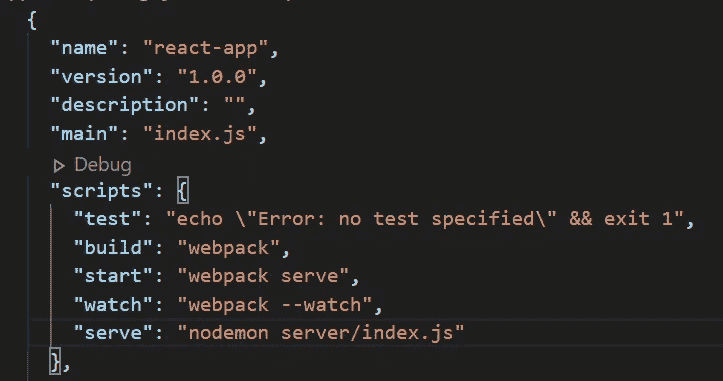 {
"name": "react-app",
"version": "1.0.0",
"description": "",
"main": "index.js",
Debug
"scripts": {
"test": "echo \"Error: no test specified\" && exit 1",
"build": "webpack",
"start": "webpack serve",
"watch": "webpack --watch",
"serve": "nodemon server/index.js"
},